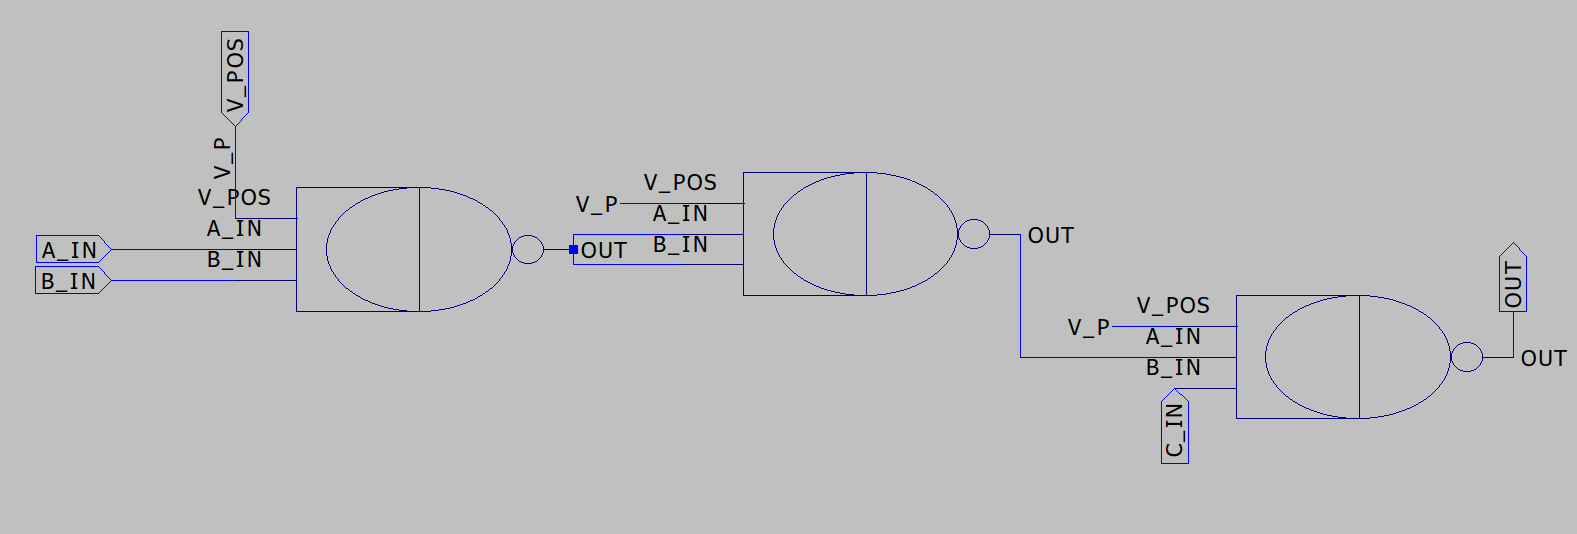 V_POS
V_P
V_POS
A_IN
B_IN
A_IN
B_IN
OUT
V_POS
V_P
A_IN
B_IN
OUT
V_POS
V_P
A_IN
B_IN
C_IN
OUT
OUT